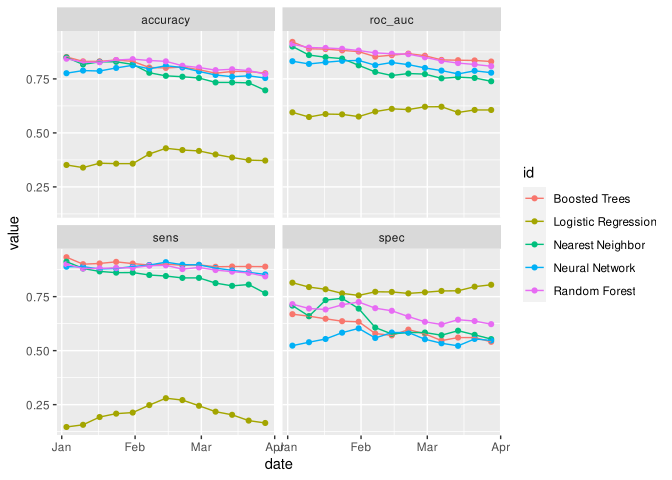 accuracy
roc_auc
0.75
0.50
0.25
sens
spec
0.75
0.50
0.25
Jan Feb Mar Apr
Jan Feb Mar Apr
date
value
id
Boosted Trees
Logistic Regression
Nearest Neighbor
Neural Network
Random Forest